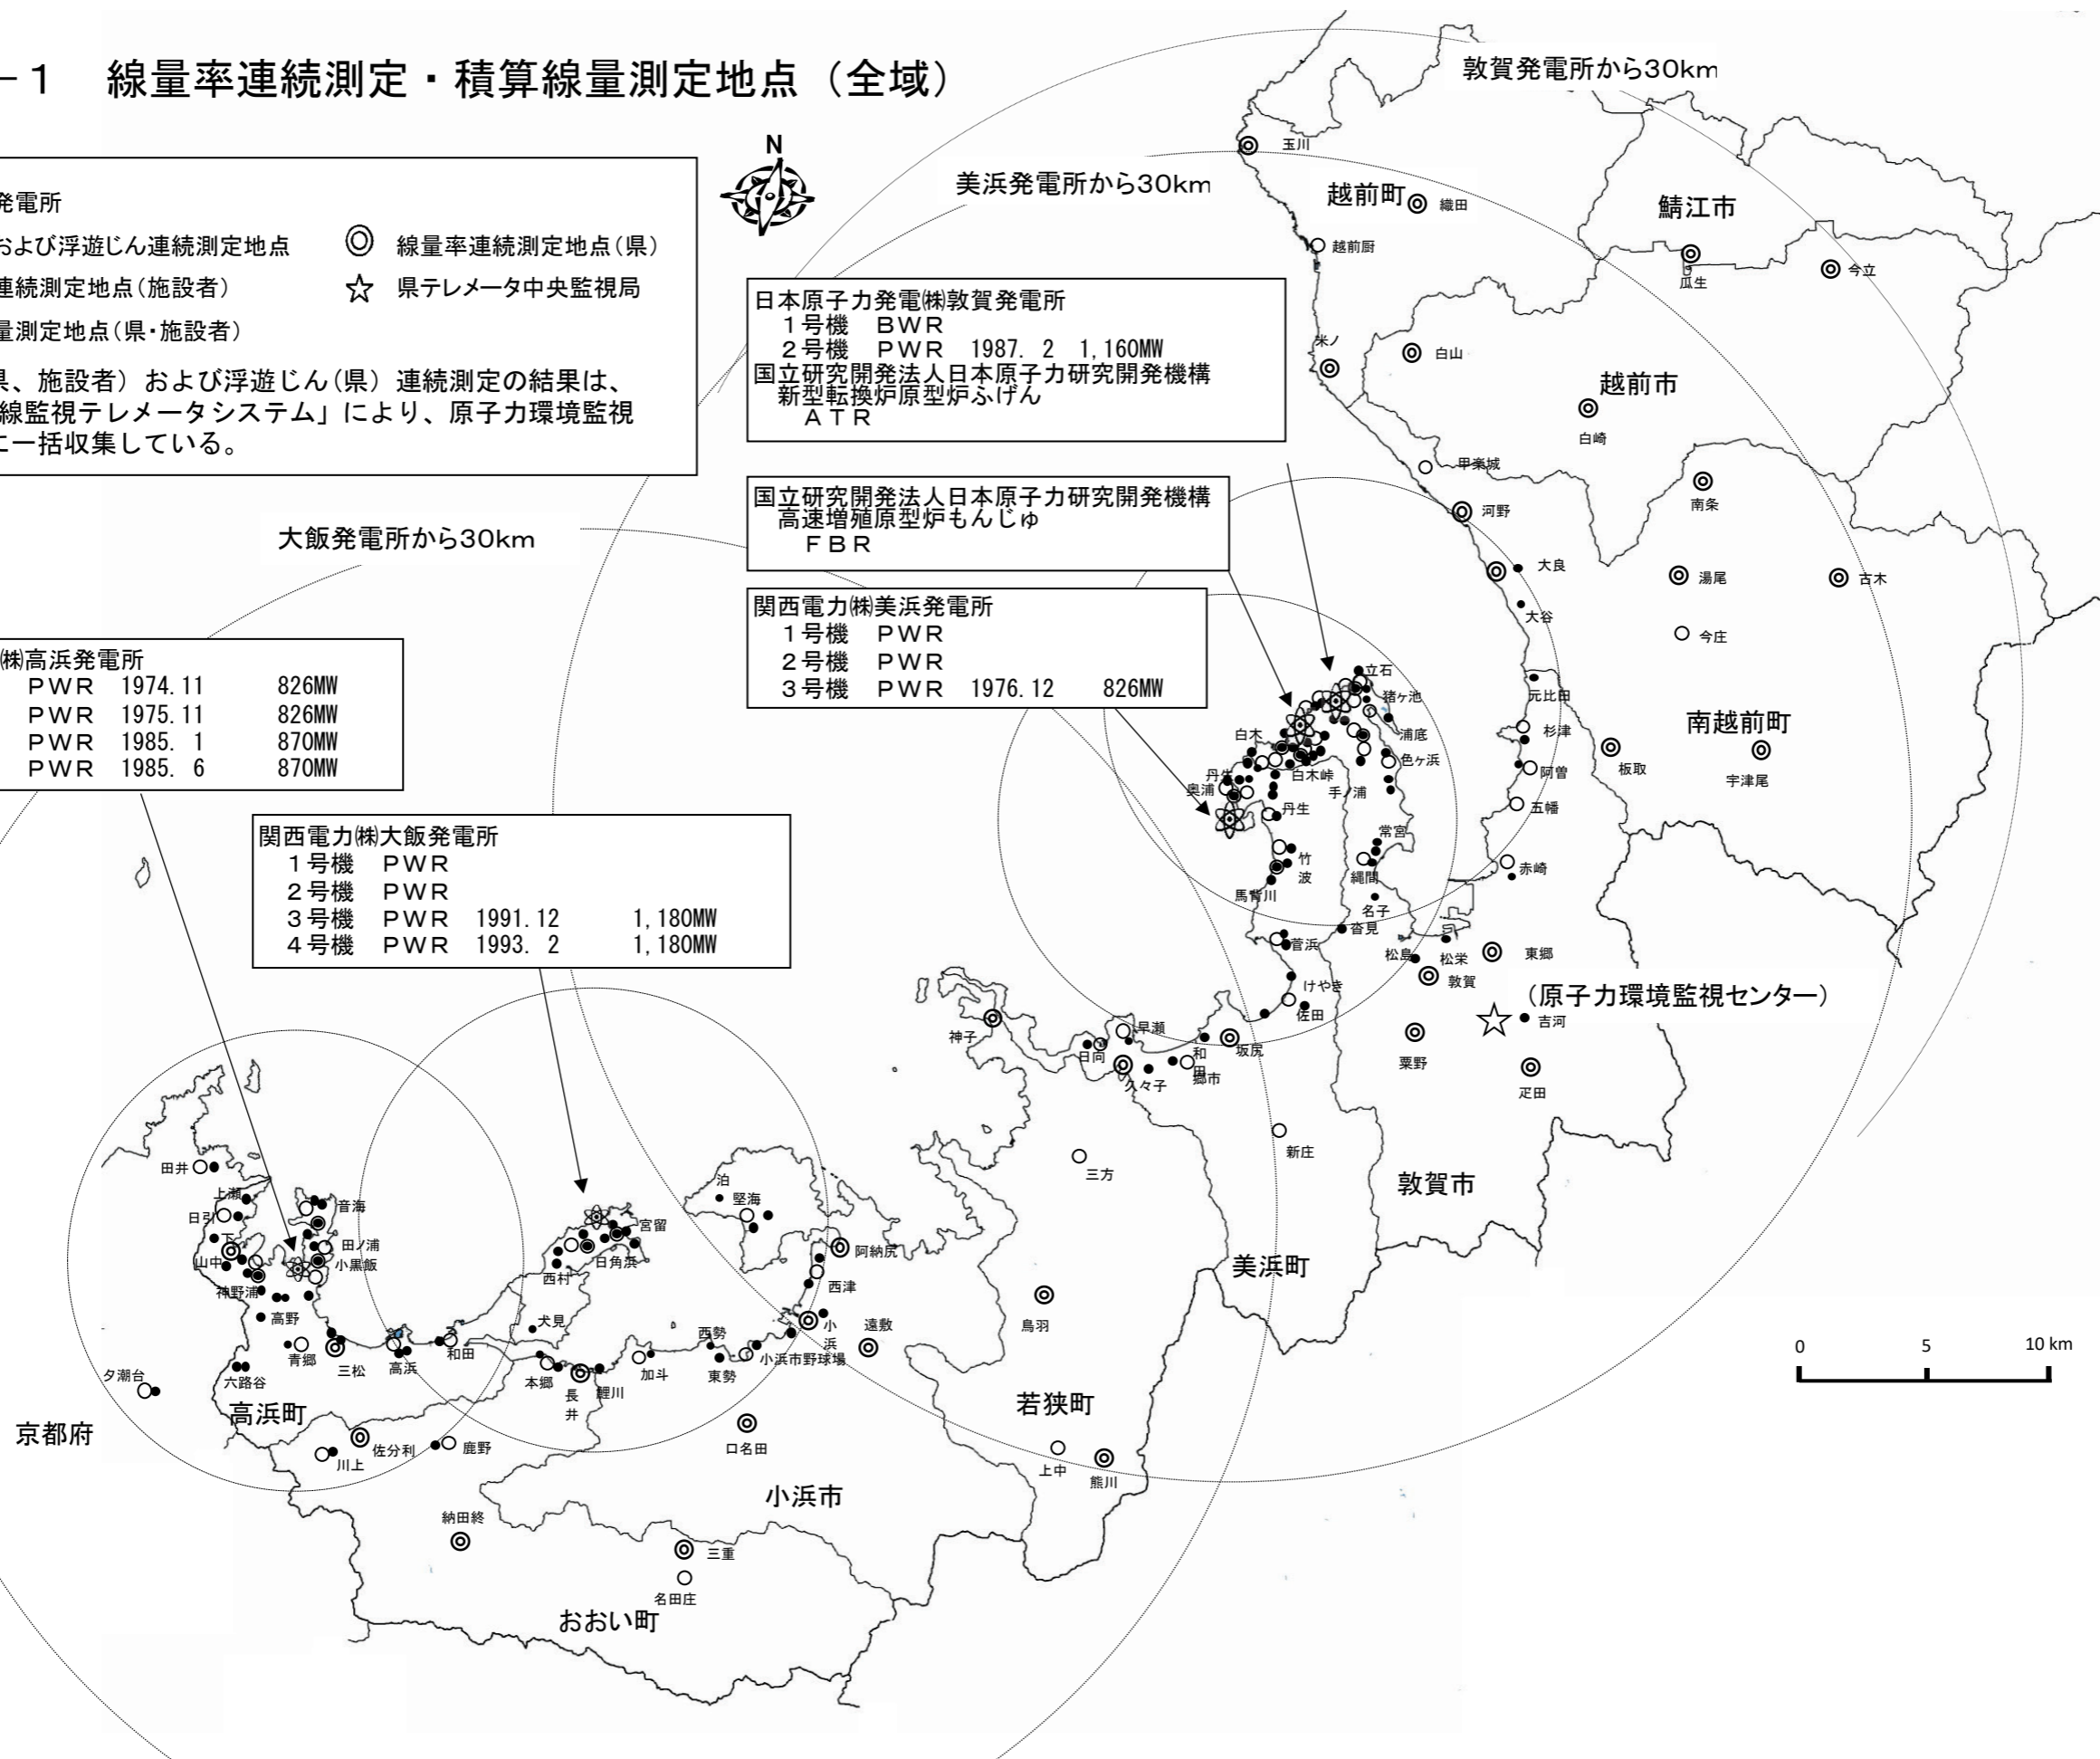 -1 線量率連続測定・積算線量測定地点（全域）
発電所
および浮遊じん連続測定地点
◎ 線量率連続測定地点（県）
連続測定地点（施設者）
☆ 県テレメータ中央監視局
量測定地点（県・施設者）
県、施設者）および浮遊じん（県）連続測定の結果は、
線監視テレメータシステム」により、原子力環境監視
に一括収集している。
N
敦賀発電所から30km
美浜発電所から30km
大飯発電所から30km
日本原子力発電㈱敦賀発電所
1号機 BWR
2号機 PWR 1987. 2 1,160MW
国立研究開発法人日本原子力研究開発機構
新型転換炉原型炉ふげん
ATR
国立研究開発法人日本原子力研究開発機構
高速増殖原型炉もんじゅ
FBR
関西電力㈱美浜発電所
1号機 PWR
2号機 PWR
3号機 PWR 1976.12 826MW
㈱高浜発電所
PWR 1974.11 826MW
PWR 1975.11 826MW
PWR 1985. 1 870MW
PWR 1985. 6 870MW
関西電力㈱大飯発電所
1号機 PWR
2号機 PWR
3号機 PWR 1991.12 1,180MW
4号機 PWR 1993. 2 1,180MW
玉川
越前町
織田
鯖江市
越前厨
瓜生
今立
米ノ
白山
越前市
白崎
甲楽城
南条
河野
大良
湯尾
古木
大谷
今庄
立石
元比田
猪ヶ池
南越前町
白木
浦底
杉津
色ヶ浜
板取
宇津尾
丹生
白木峠
阿曽
奥浦
手ノ浦
五幡
丹生
常宮
竹波
縄間
赤崎
馬背川
名子
沓見
菅浜
松島
松栄
東郷
敦賀
けやき
（原子力環境監視センター）
佐田
吉河
神子
早瀬
日向
和田
坂尻
粟野
久々子
郷市
疋田
新庄
三方
敦賀市
田井
泊
上瀬
堅海
音海
日引
宮留
下
田ノ浦
阿納尻
山中
小黒飯
日角浜
美浜町
西村
神野浦
西津
高野
犬見
小浜
遠敷
鳥羽
西勢
0 5 10 km
青郷
三松
高浜
和田
加斗
小浜市野球場
夕潮台
六路谷
本郷
長井
鯉川
東勢
高浜町
若狭町
京都府
佐分利
鹿野
口名田
川上
上中
熊川
小浜市
納田終
三重
名田庄
おおい町